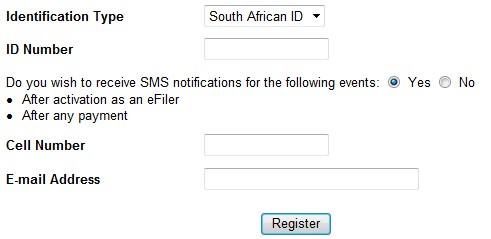 Identification Type South African ID
ID Number
Do you wish to receive SMS notifications for the following events: Yes No
• After activation as an eFiler
• After any payment
Cell Number
E-mail Address
Register